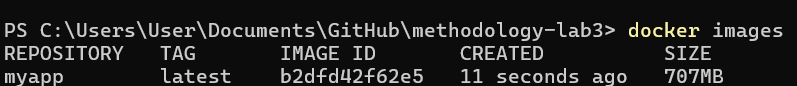 PS C:\Users\User\Documents\GitHub\methodology-lab3> docker images
REPOSITORY TAG IMAGE ID CREATED SIZE
myapp latest b2dfd42f62e5 11 seconds ago 707MB